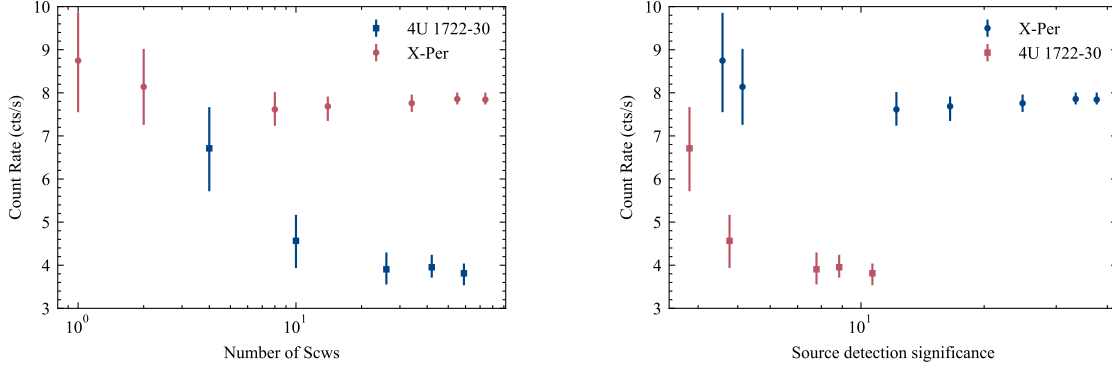 10
9
8
7
6
5
4
3
Count Rate (cts/s)
4U 1722-30
X-Per
10⁰
10¹
Number of Scws
10
9
8
7
6
5
4
3
Count Rate (cts/s)
X-Per
4U 1722-30
10¹
Source detection significance